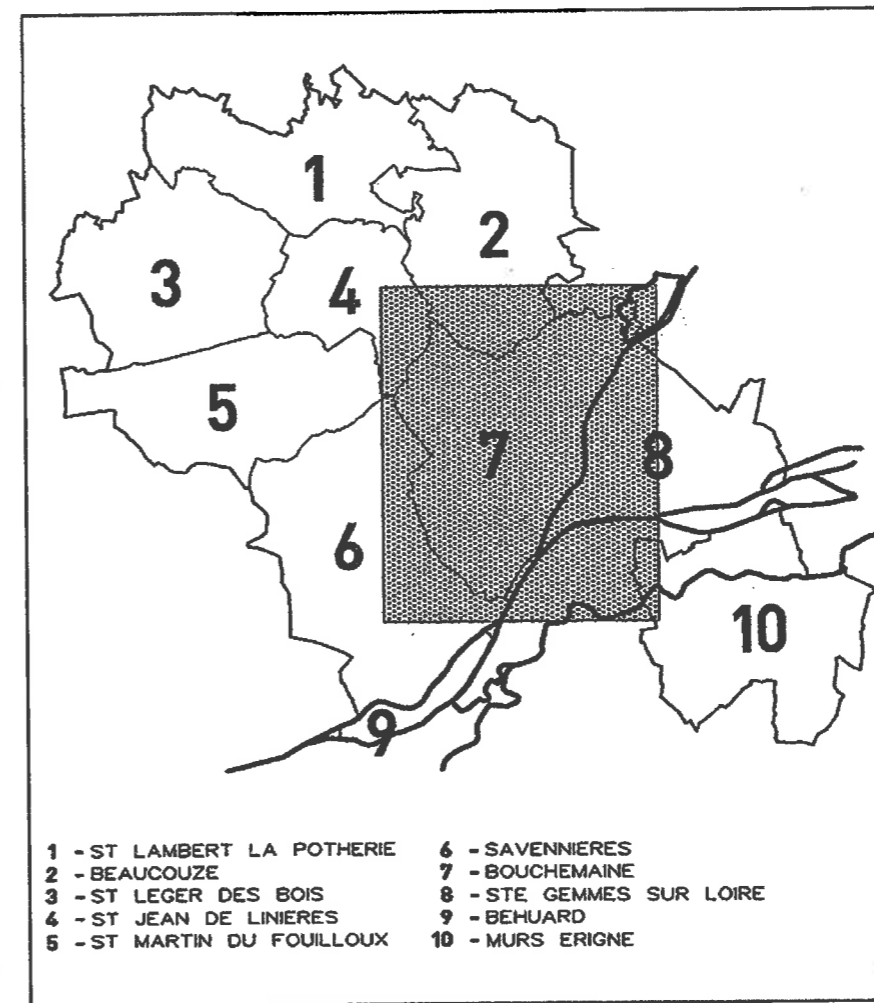 1
2
3
4
5
7
8
6
10
9
1 - ST LAMBERT LA POTHERIE
2 - BEAUCOUZE
3 - ST LEGER DES BOIS
4 - ST JEAN DE LINIERES
5 - ST MARTIN DU FOUILLOUX
6 - SAVENNIERES
7 - BOUCHEMAINE
8 - STE GEMMES SUR LOIRE
9 - BEHUARD
10 - MURS ERIGNE